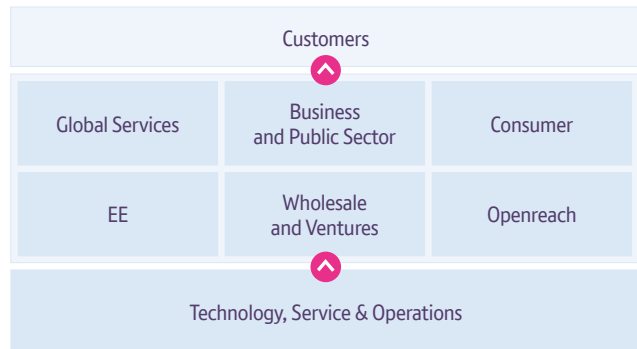 Customers
Global Services
Business
and Public Sector
Consumer
EE
Wholesale
and Ventures
Openreach
Technology, Service & Operations